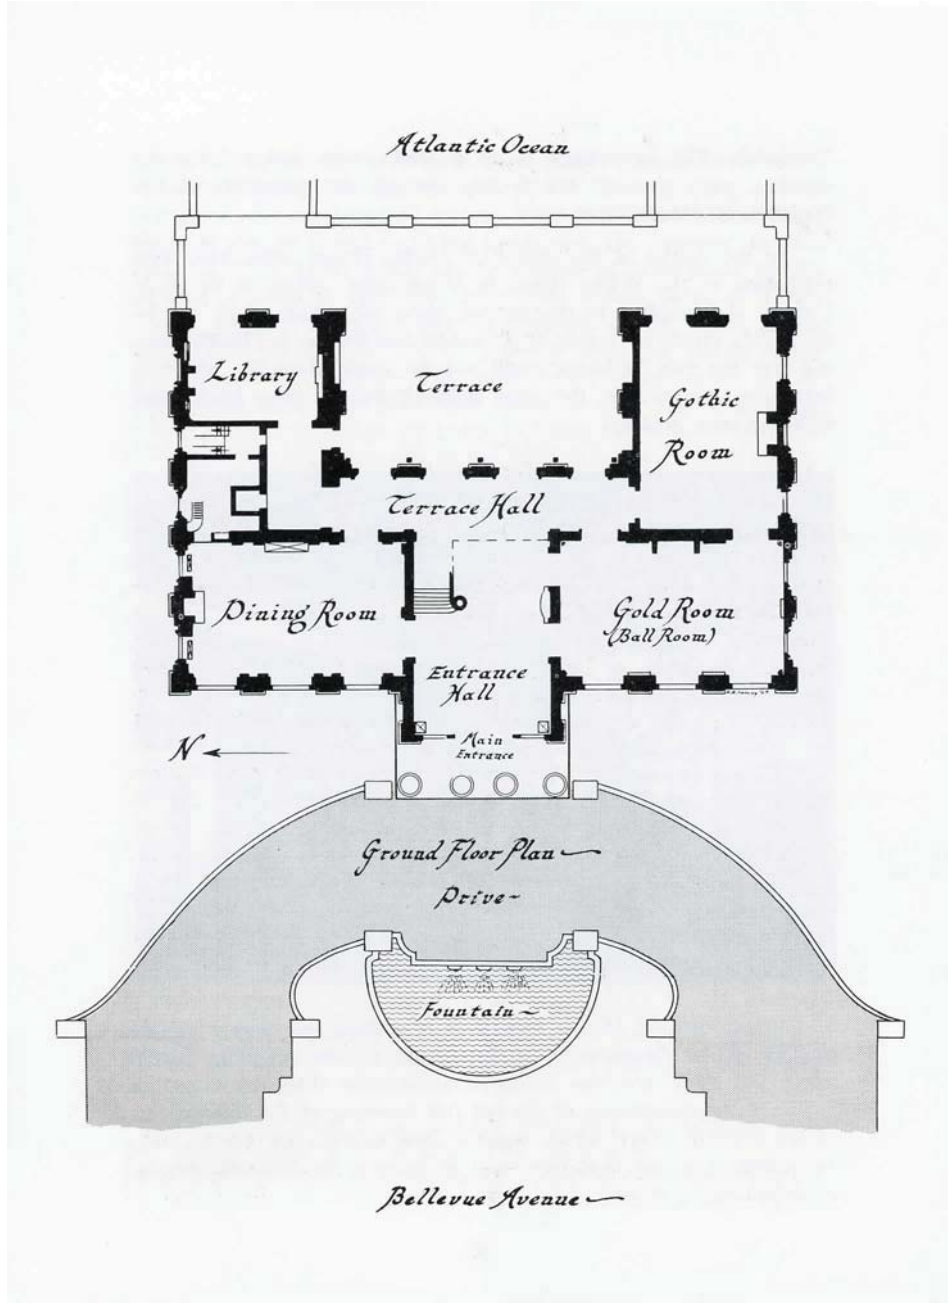 Atlantic Ocean
Library
Terrace
Gothic
Room
Terrace Hall
Dining Room
Gold Room
(Ball Room)
Entrance
Hall
Main
Entrance
N
Ground Floor Plan
Drive
Fountain
Bellevue Avenue